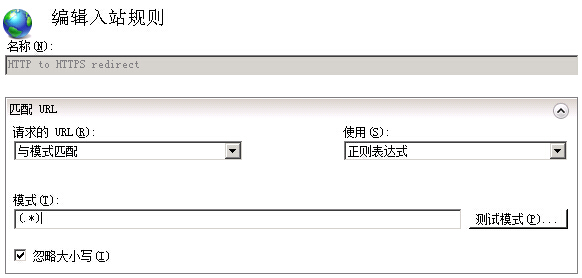 编辑入站规则
名称(N):
HTTP to HTTPS redirect
匹配 URL
请求的 URL(R): 使用(S):
与模式匹配 正则表达式
模式(T):
(.*) 测试模式(P)...
忽略大小写(I)